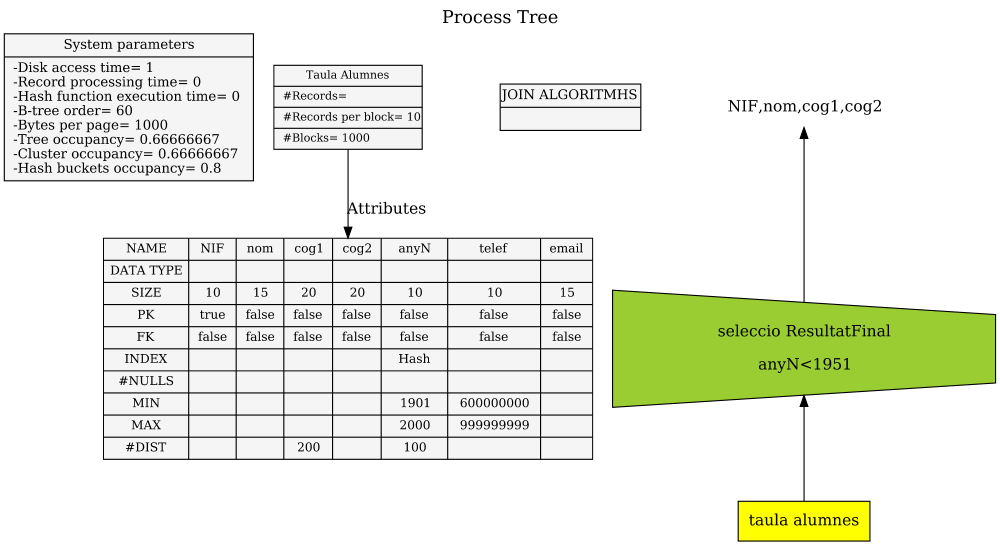 Process Tree
System parameters
-Disk access time= 1
-Record processing time= 0
-Hash function execution time= 0
-B-tree order= 60
-Bytes per page= 1000
-Tree occupancy= 0.66666667
-Cluster occupancy= 0.66666667
-Hash buckets occupancy= 0.8
Taula Alumnes
#Records=
#Records per block= 10
#Blocks= 1000
JOIN ALGORITMHS
NIF,nom,cog1,cog2
Attributes
NAME NIF nom cog1 cog2 anyN telef email
DATA TYPE
SIZE 10 15 20 20 10 10 15
PK true false false false false false false
FK false false false false false false false
INDEX Hash
#NULLS
MIN 1901 600000000
MAX 2000 999999999
#DIST 200 100
seleccio ResultatFinal
anyN<1951
taula alumnes